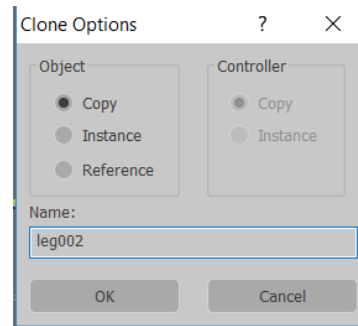 Clone Options ? ×
Object
Copy
Instance
Reference
Controller
Copy
Instance
Name:
leg002
OK Cancel